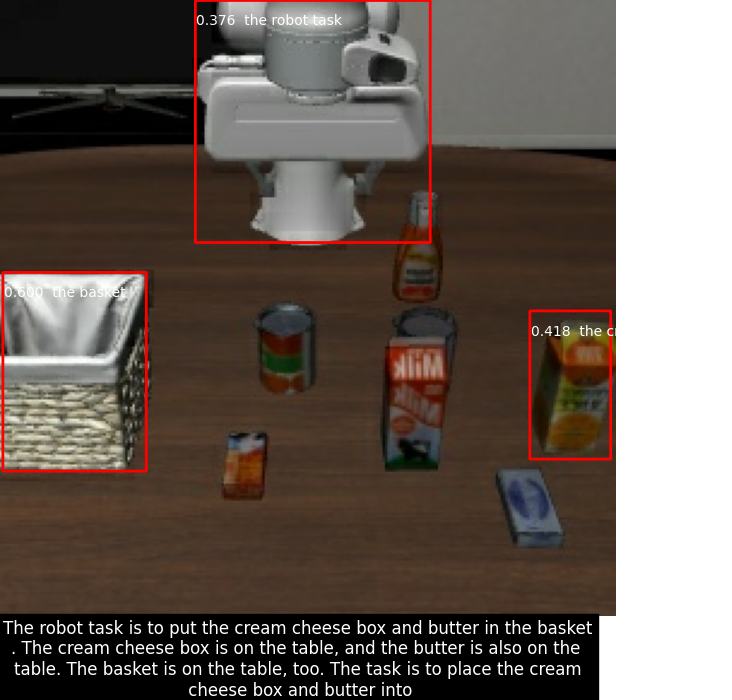 0.376 the robot task
0.600 the basket
0.418 the cr
Milk
Milk
The robot task is to put the cream cheese box and butter in the basket
. The cream cheese box is on the table, and the butter is also on the
table. The basket is on the table, too. The task is to place the cream
cheese box and butter into